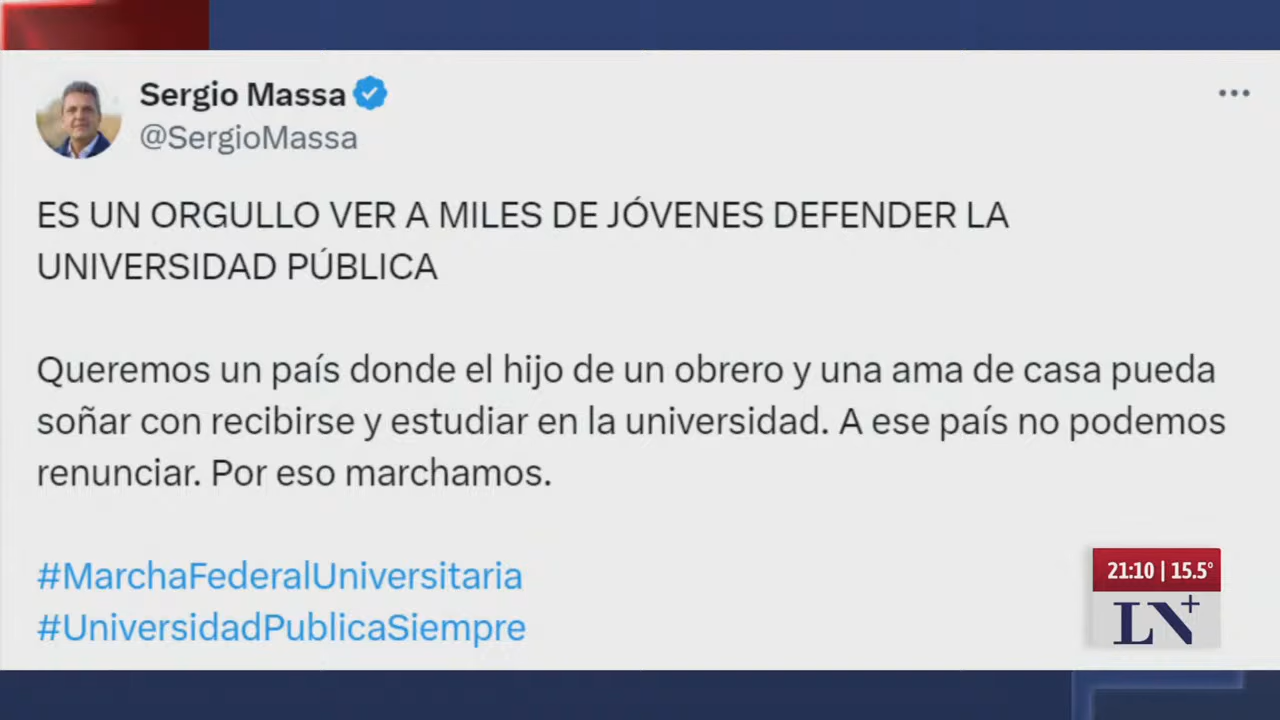 Sergio Massa
@SergioMassa
ES UN ORGULLO VER A MILES DE JÓVENES DEFENDER LA
UNIVERSIDAD PÚBLICA
Queremos un país donde el hijo de un obrero y una ama de casa pueda
soñar con recibirse y estudiar en la universidad. A ese país no podemos
renunciar. Por eso marchamos.
#MarchaFederalUniversitaria
#UniversidadPublicaSiempre
21:10 | 15.5°
LN+